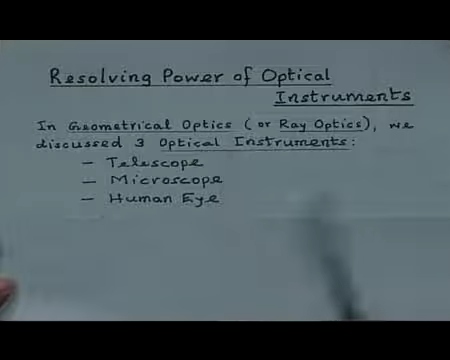 Resolving Power of Optical
Instruments
In Geometrical Optics (or Ray Optics), we
discussed 3 Optical Instruments:
- Telescope
- Microscope
- Human Eye